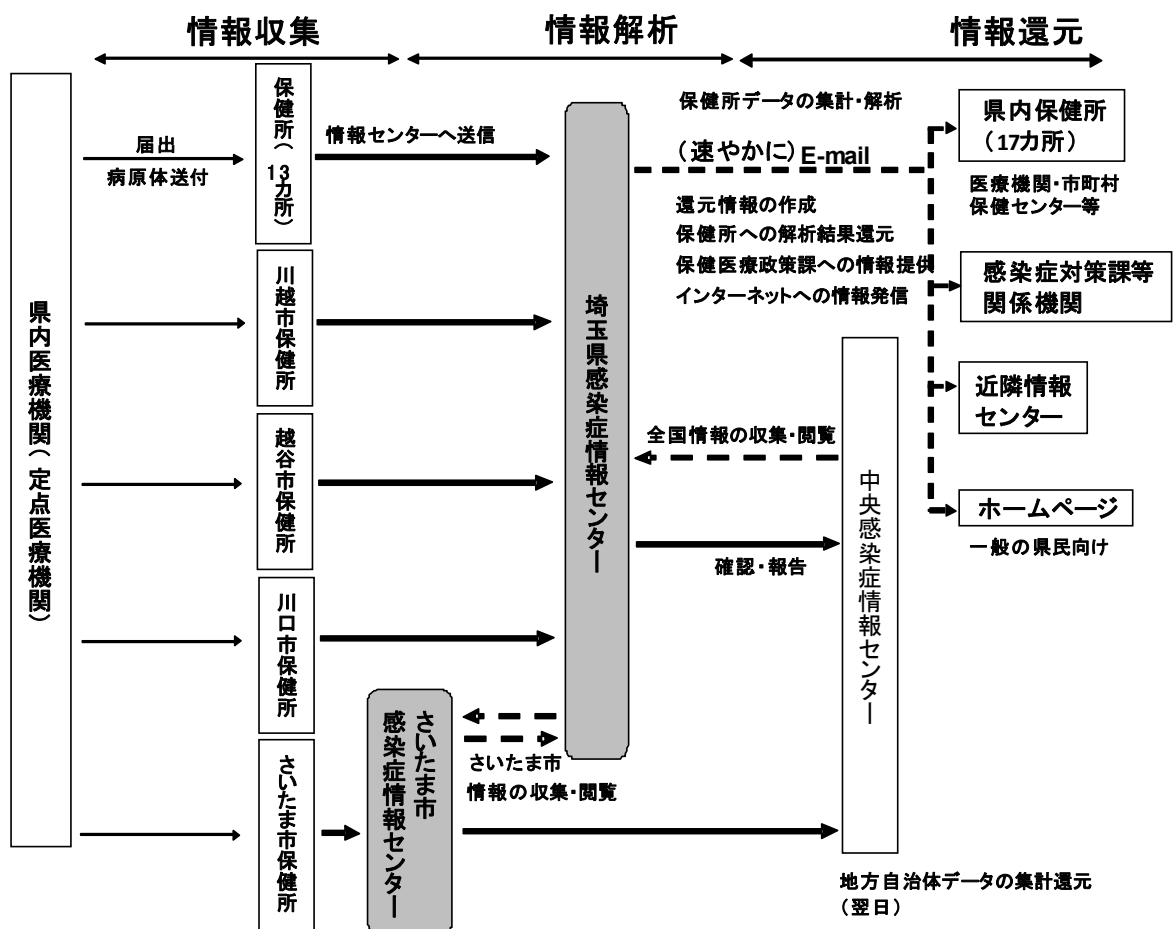 情報収集
情報解析
情報還元
県内医療機関（定点医療機関）
届出
病原体送付
保健所（13カ所）
川越市保健所
越谷市保健所
川口市保健所
さいたま市保健所
情報センターへ送信
さいたま市
感染症情報センター
埼玉県感染症情報センター
さいたま市
情報の収集・閲覧
保健所データの集計・解析
（速やかに）E-mail
還元情報の作成
保健所への解析結果還元
保健医療政策課への情報提供
インターネットへの情報発信
全国情報の収集・閲覧
確認・報告
中央感染症情報センター
地方自治体データの集計還元
（翌日）
県内保健所
（17カ所）
医療機関・市町村
保健センター等
感染症対策課等
関係機関
近隣情報
センター
ホームページ
一般の県民向け